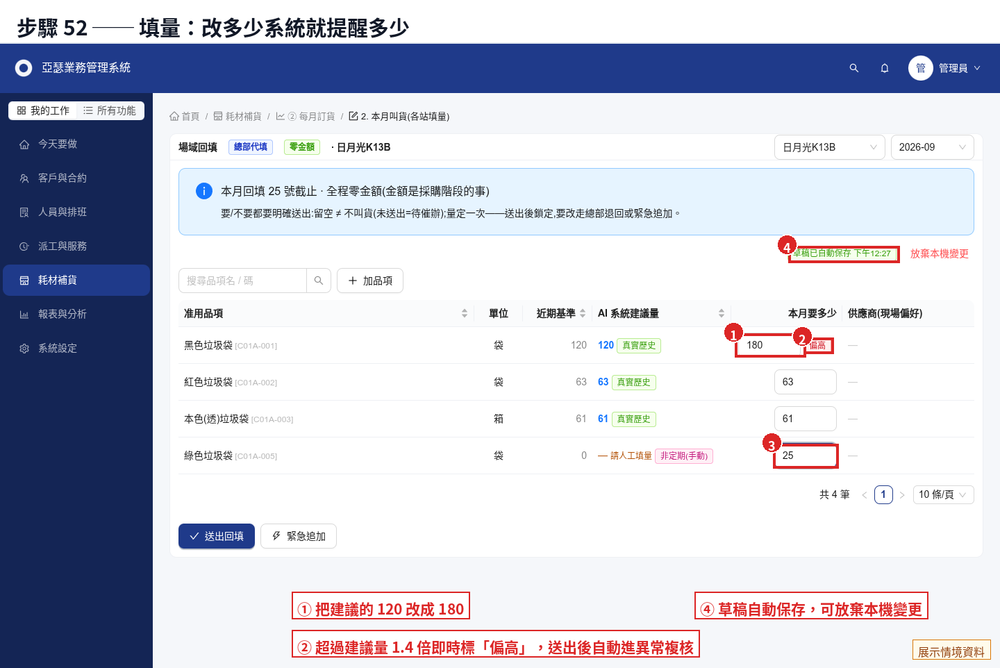 步驟 52 —— 填量：改多少系統就提醒多少
亞瑟業務管理系統
管 管理員
我的工作 所有功能
今天要做
客戶與合約
人員與排班
派工與服務
耗材補貨
報表與分析
系統設定
首頁 / 耗材補貨 / ② 每月訂貨 / 2. 本月叫貨(各站填量)
場域回填 總部代填 零金額 · 日月光K13B
日月光K13B 2026-09
本月回填 25 號截止 · 全程零金額(金額是採購階段的事)
要/不要都要明確送出:留空 ≠ 不叫貨(未送出=待催辦);量定一次——送出後鎖定,要改走總部退回或緊急追加。
4 草稿已自動保存 下午12:27 放棄本機變更
搜尋品項名 / 碼 加品項
准用品項 單位 近期基準 AI 系統建議量 本月要多少 供應商(現場偏好)
黑色垃圾袋 [C01A-001] 袋 120 120 真實歷史 1 180 2 偏高 —
紅色垃圾袋 [C01A-002] 袋 63 63 真實歷史 63 —
本色(透)垃圾袋 [C01A-003] 箱 61 61 真實歷史 61 —
綠色垃圾袋 [C01A-005] 袋 0 — 請人工填量 非定期(手動) 3 25 —
共 4 筆 1 10 條/頁
送出回填 緊急追加
① 把建議的 120 改成 180
④ 草稿自動保存，可放棄本機變更
② 超過建議量 1.4 倍即時標「偏高」，送出後自動進異常複核
展示情境資料